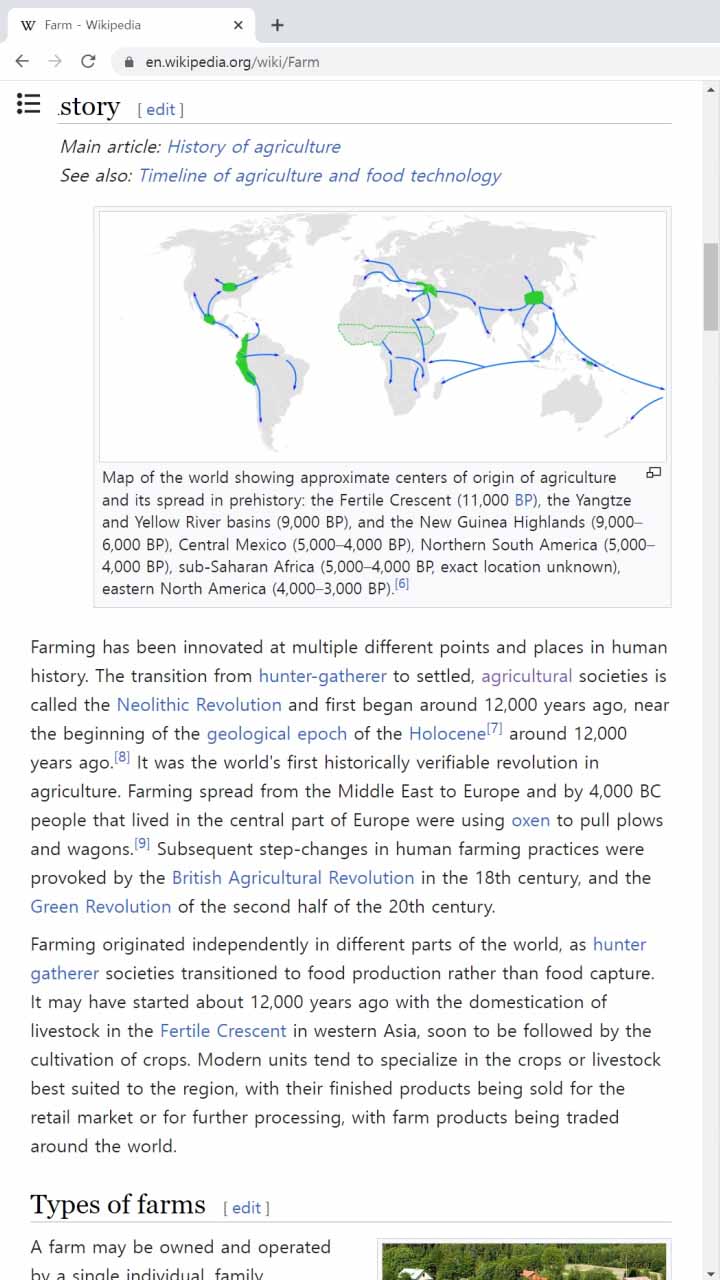 W Farm - Wikipedia × +
en.wikipedia.org/wiki/Farm
.story [ edit ]
Main article: History of agriculture
See also: Timeline of agriculture and food technology
Map of the world showing approximate centers of origin of agriculture
and its spread in prehistory: the Fertile Crescent (11,000 BP), the Yangtze
and Yellow River basins (9,000 BP), and the New Guinea Highlands (9,000–
6,000 BP), Central Mexico (5,000–4,000 BP), Northern South America (5,000–
4,000 BP), sub-Saharan Africa (5,000–4,000 BP, exact location unknown),
eastern North America (4,000–3,000 BP).[6]
Farming has been innovated at multiple different points and places in human
history. The transition from hunter-gatherer to settled, agricultural societies is
called the Neolithic Revolution and first began around 12,000 years ago, near
the beginning of the geological epoch of the Holocene[7] around 12,000
years ago.[8] It was the world's first historically verifiable revolution in
agriculture. Farming spread from the Middle East to Europe and by 4,000 BC
people that lived in the central part of Europe were using oxen to pull plows
and wagons.[9] Subsequent step-changes in human farming practices were
provoked by the British Agricultural Revolution in the 18th century, and the
Green Revolution of the second half of the 20th century.
Farming originated independently in different parts of the world, as hunter
gatherer societies transitioned to food production rather than food capture.
It may have started about 12,000 years ago with the domestication of
livestock in the Fertile Crescent in western Asia, soon to be followed by the
cultivation of crops. Modern units tend to specialize in the crops or livestock
best suited to the region, with their finished products being sold for the
retail market or for further processing, with farm products being traded
around the world.
Types of farms [ edit ]
A farm may be owned and operated
by a single individual, family,